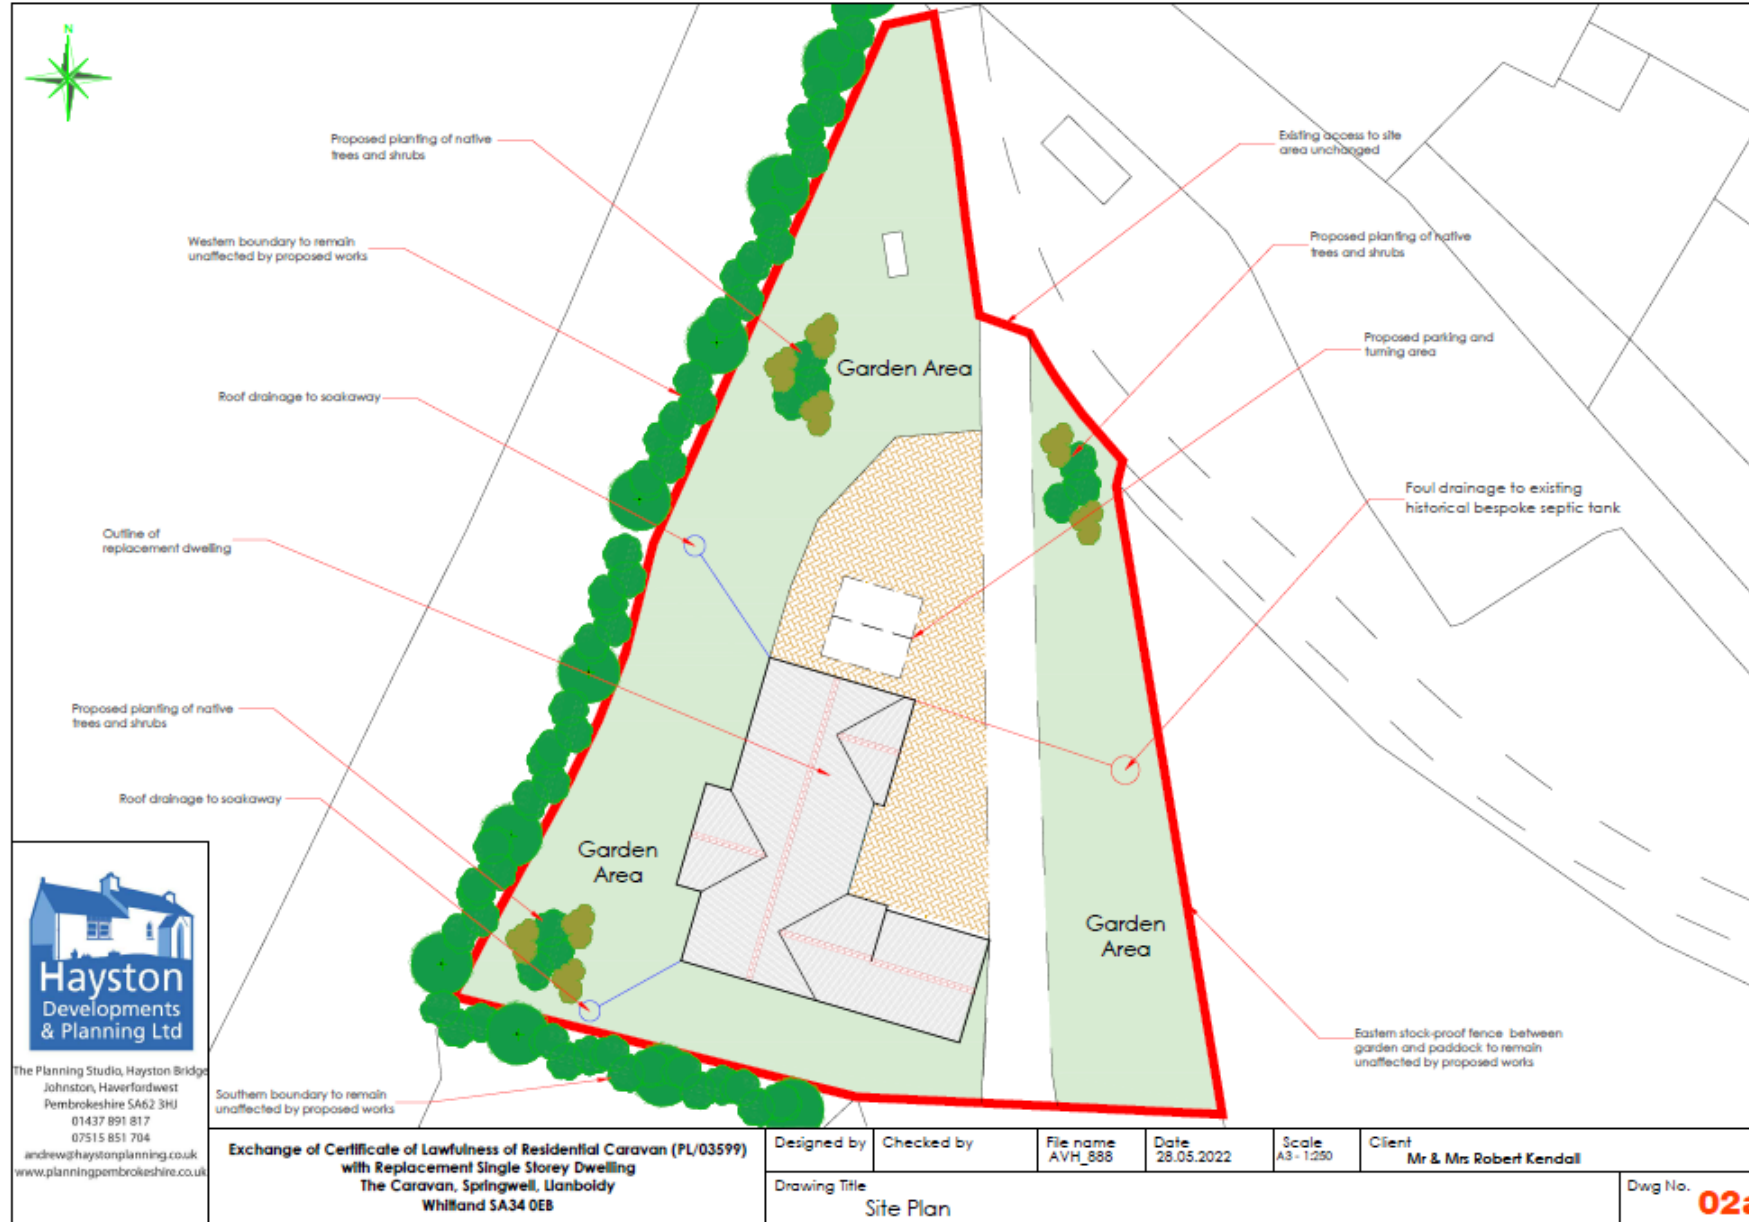 N
Proposed planting of native
trees and shrubs
Western boundary to remain
unaffected by proposed works
Roof drainage to soakaway
Outline of
replacement dwelling
Proposed planting of native
trees and shrubs
Roof drainage to soakaway
Southern boundary to remain
unaffected by proposed works
Garden Area
Garden
Area
Garden
Area
Existing access to site
area unchanged
Proposed planting of native
trees and shrubs
Proposed parking and
turning area
Foul drainage to existing
historical bespoke septic tank
Eastern stock-proof fence between
garden and paddock to remain
unaffected by proposed works
Hayston
Developments
& Planning Ltd
The Planning Studio, Hayston Bridge
Johnston, Haverfordwest
Pembrokeshire SA62 3HJ
01437 891 817
07515 851 704
andrew@haystonplanning.co.uk
www.planningpembrokeshire.co.uk
Exchange of Certificate of Lawfulness of Residential Caravan (PL/03599)
with Replacement Single Storey Dwelling
The Caravan, Springwell, Llanboidy
Whitland SA34 0EB
Designed by
Checked by
File name
AVH_888
Date
28.05.2022
Scale
A3 - 1:250
Client
Mr & Mrs Robert Kendall
Drawing Title
Site Plan
Dwg No.
02a